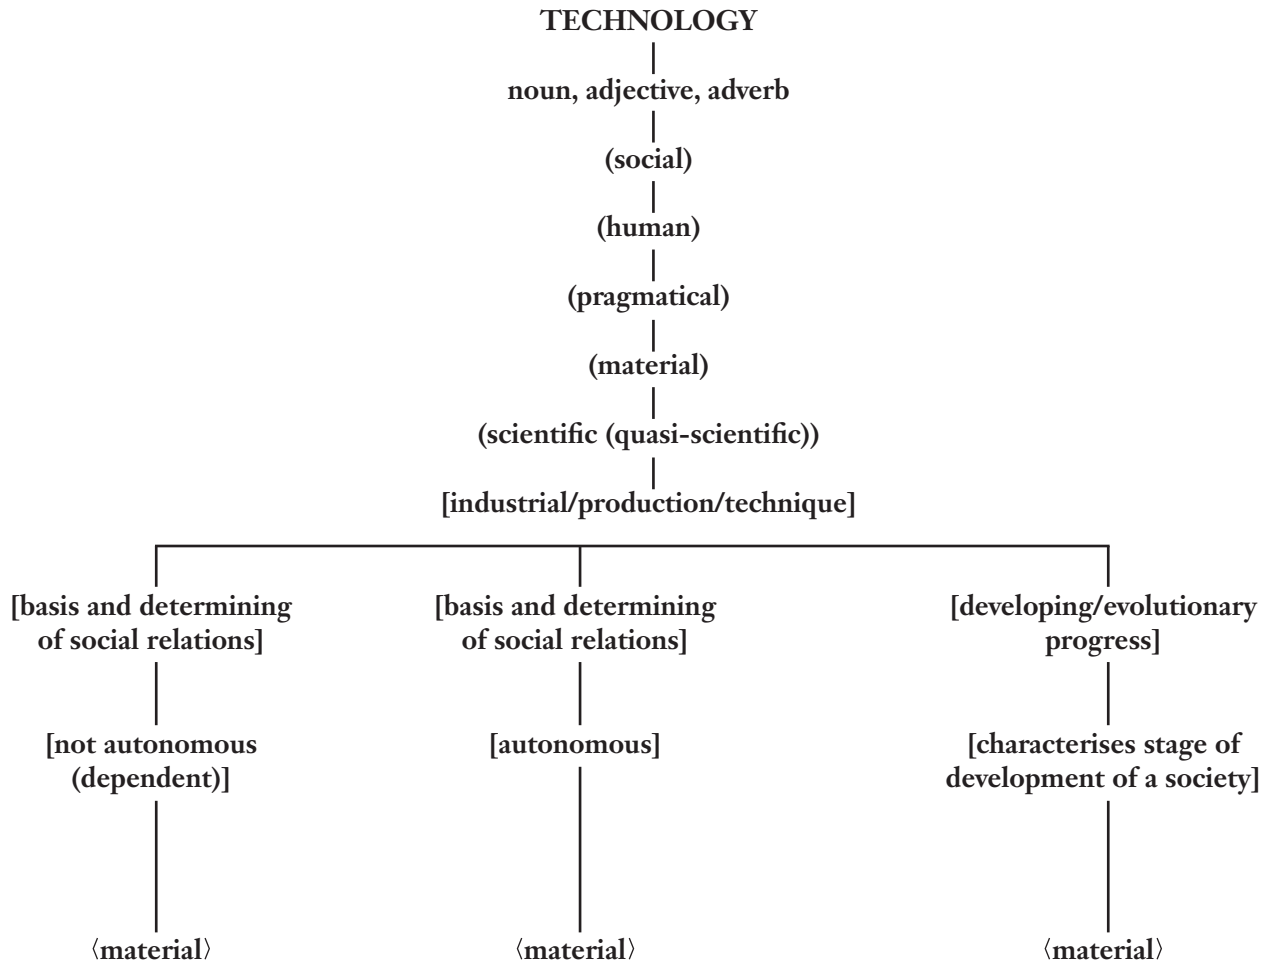 TECHNOLOGY
noun, adjective, adverb
(social)
(human)
(pragmatical)
(material)
(scientific (quasi-scientific))
[industrial/production/technique]
[basis and determining
of social relations]
[basis and determining
of social relations]
[developing/evolutionary
progress]
[not autonomous
(dependent)]
[autonomous]
[characterises stage of
development of a society]
⟨material⟩
⟨material⟩
⟨material⟩